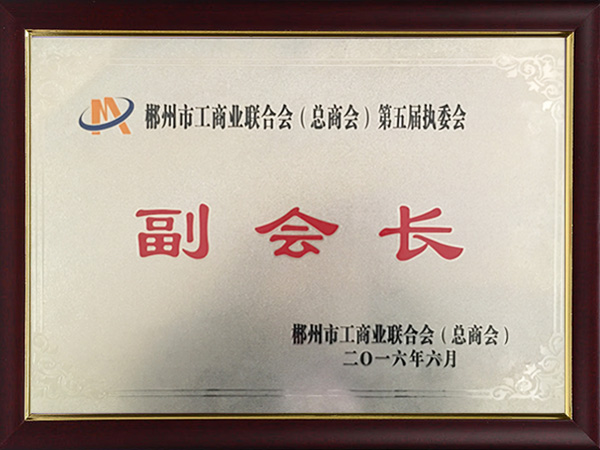 郴州市工商业联合会（总商会）第五届执委会
副会长
郴州市工商业联合会（总商会）
二〇一六年六月